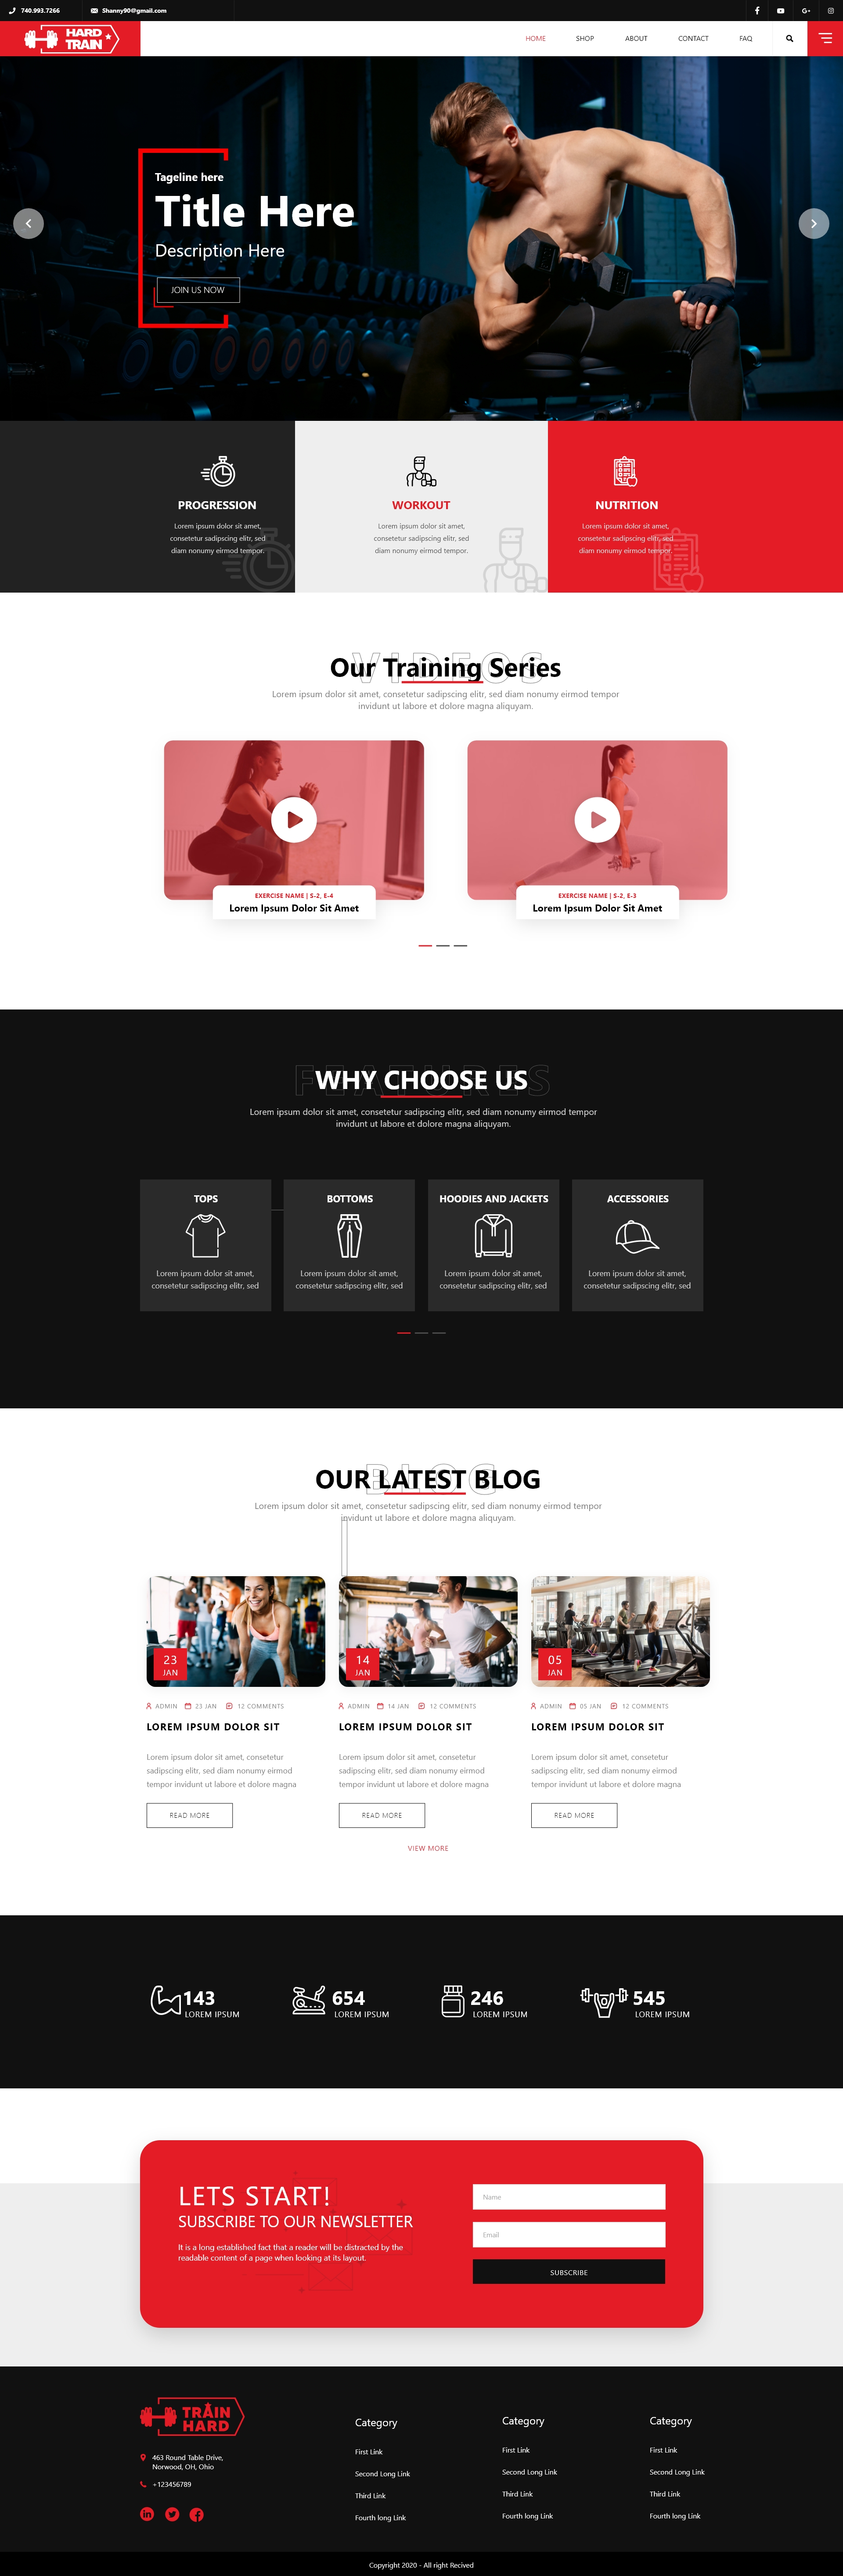 740.993.7266
Shanny90@gmail.com
HARD
TRAIN
HOME
SHOP
ABOUT
CONTACT
FAQ
Tageline here
Title Here
Description Here
JOIN US NOW
PROGRESSION
Lorem ipsum dolor sit amet,
consetetur sadipscing elitr, sed
diam nonumy eirmod tempor.
WORKOUT
Lorem ipsum dolor sit amet,
consetetur sadipscing elitr, sed
diam nonumy eirmod tempor.
NUTRITION
Lorem ipsum dolor sit amet,
consetetur sadipscing elitr, sed
diam nonumy eirmod tempor.
VIDEOS
Our Training Series
Lorem ipsum dolor sit amet, consetetur sadipscing elitr, sed diam nonumy eirmod tempor
invidunt ut labore et dolore magna aliquyam.
EXERCISE NAME | S-2, E-4
Lorem Ipsum Dolor Sit Amet
EXERCISE NAME | S-2, E-3
Lorem Ipsum Dolor Sit Amet
FEATURES
WHY CHOOSE US
Lorem ipsum dolor sit amet, consetetur sadipscing elitr, sed diam nonumy eirmod tempor
invidunt ut labore et dolore magna aliquyam.
TOPS
Lorem ipsum dolor sit amet,
consetetur sadipscing elitr, sed
BOTTOMS
Lorem ipsum dolor sit amet,
consetetur sadipscing elitr, sed
HOODIES AND JACKETS
Lorem ipsum dolor sit amet,
consetetur sadipscing elitr, sed
ACCESSORIES
Lorem ipsum dolor sit amet,
consetetur sadipscing elitr, sed
BLOG
OUR LATEST BLOG
Lorem ipsum dolor sit amet, consetetur sadipscing elitr, sed diam nonumy eirmod tempor
invidunt ut labore et dolore magna aliquyam.
23
JAN
ADMIN 23 JAN 12 COMMENTS
LOREM IPSUM DOLOR SIT
Lorem ipsum dolor sit amet, consetetur
sadipscing elitr, sed diam nonumy eirmod
tempor invidunt ut labore et dolore magna
READ MORE
14
JAN
ADMIN 14 JAN 12 COMMENTS
LOREM IPSUM DOLOR SIT
Lorem ipsum dolor sit amet, consetetur
sadipscing elitr, sed diam nonumy eirmod
tempor invidunt ut labore et dolore magna
READ MORE
05
JAN
ADMIN 05 JAN 12 COMMENTS
LOREM IPSUM DOLOR SIT
Lorem ipsum dolor sit amet, consetetur
sadipscing elitr, sed diam nonumy eirmod
tempor invidunt ut labore et dolore magna
READ MORE
VIEW MORE
143
LOREM IPSUM
654
LOREM IPSUM
246
LOREM IPSUM
545
LOREM IPSUM
LETS START!
SUBSCRIBE TO OUR NEWSLETTER
It is a long established fact that a reader will be distracted by the
readable content of a page when looking at its layout.
Name
Email
SUBSCRIBE
TRAIN
HARD
463 Round Table Drive,
Norwood, OH, Ohio
+123456789
Category
First Link
Second Long Link
Third Link
Fourth long Link
Category
First Link
Second Long Link
Third Link
Fourth long Link
Category
First Link
Second Long Link
Third Link
Fourth long Link
Copyright 2020 - All right Recived